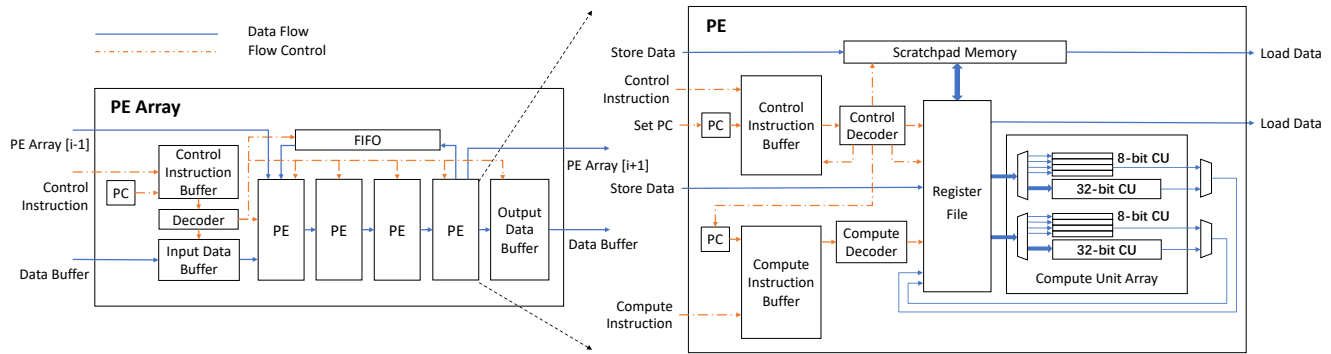 Data Flow
Flow Control
PE Array
PE Array [i-1]
Control
Instruction
Data Buffer
PC
Control
Instruction
Buffer
Decoder
Input Data
Buffer
FIFO
PE
PE
PE
PE
Output
Data
Buffer
PE Array [i+1]
Data Buffer
PE
Store Data
Control
Instruction
Set PC
Store Data
Compute
Instruction
PC
Control
Instruction
Buffer
Control
Decoder
Scratchpad Memory
PC
Compute
Instruction
Buffer
Compute
Decoder
Register
File
8-bit CU
32-bit CU
8-bit CU
32-bit CU
Compute Unit Array
Load Data
Load Data